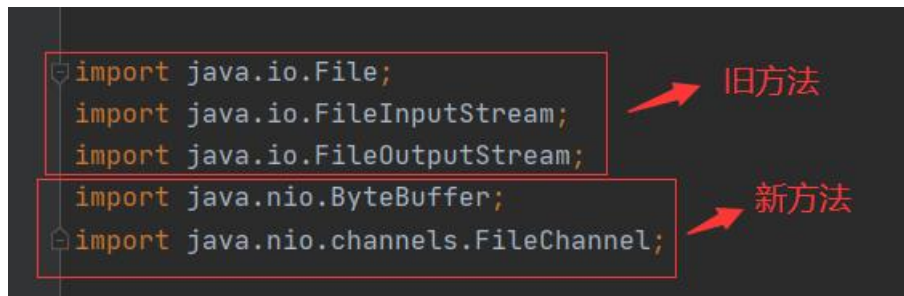 import java.io.File;
import java.io.FileInputStream;
import java.io.FileOutputStream;
旧方法
import java.nio.ByteBuffer;
import java.nio.channels.FileChannel;
新方法